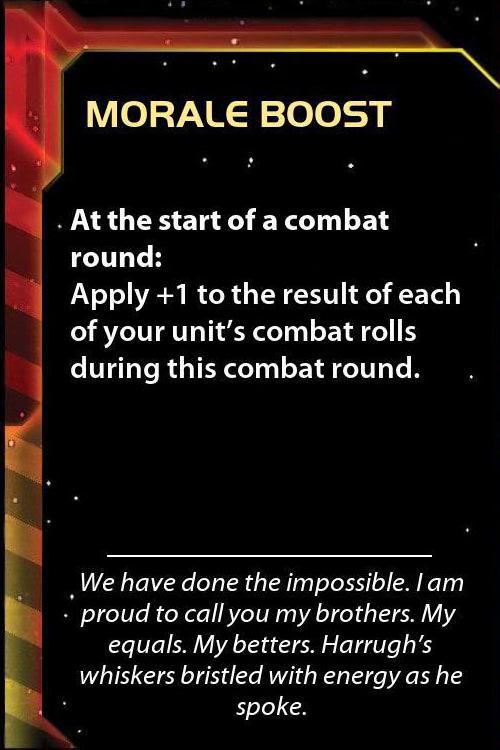 MORALE BOOST
At the start of a combat
round:
Apply +1 to the result of each
of your unit’s combat rolls
during this combat round.
We have done the impossible. I am
proud to call you my brothers. My
equals. My betters. Harrugh’s
whiskers bristled with energy as he
spoke.